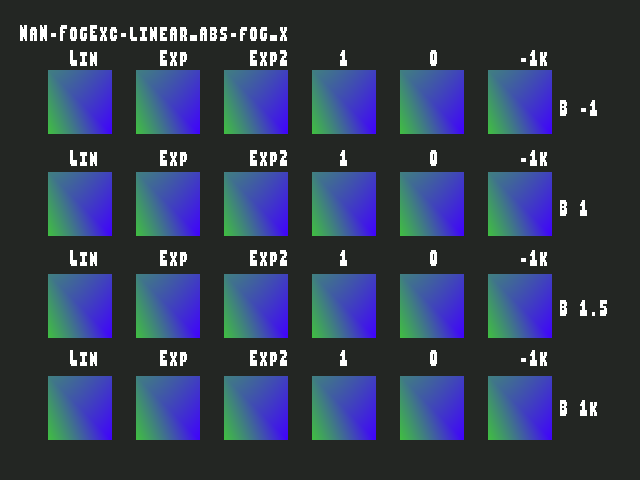 NaN-FogExc-linear_abs-fog_x
Lin Exp Exp2 1 0 -1k
B -1
Lin Exp Exp2 1 0 -1k
B 1
Lin Exp Exp2 1 0 -1k
B 1.5
Lin Exp Exp2 1 0 -1k
B 1k